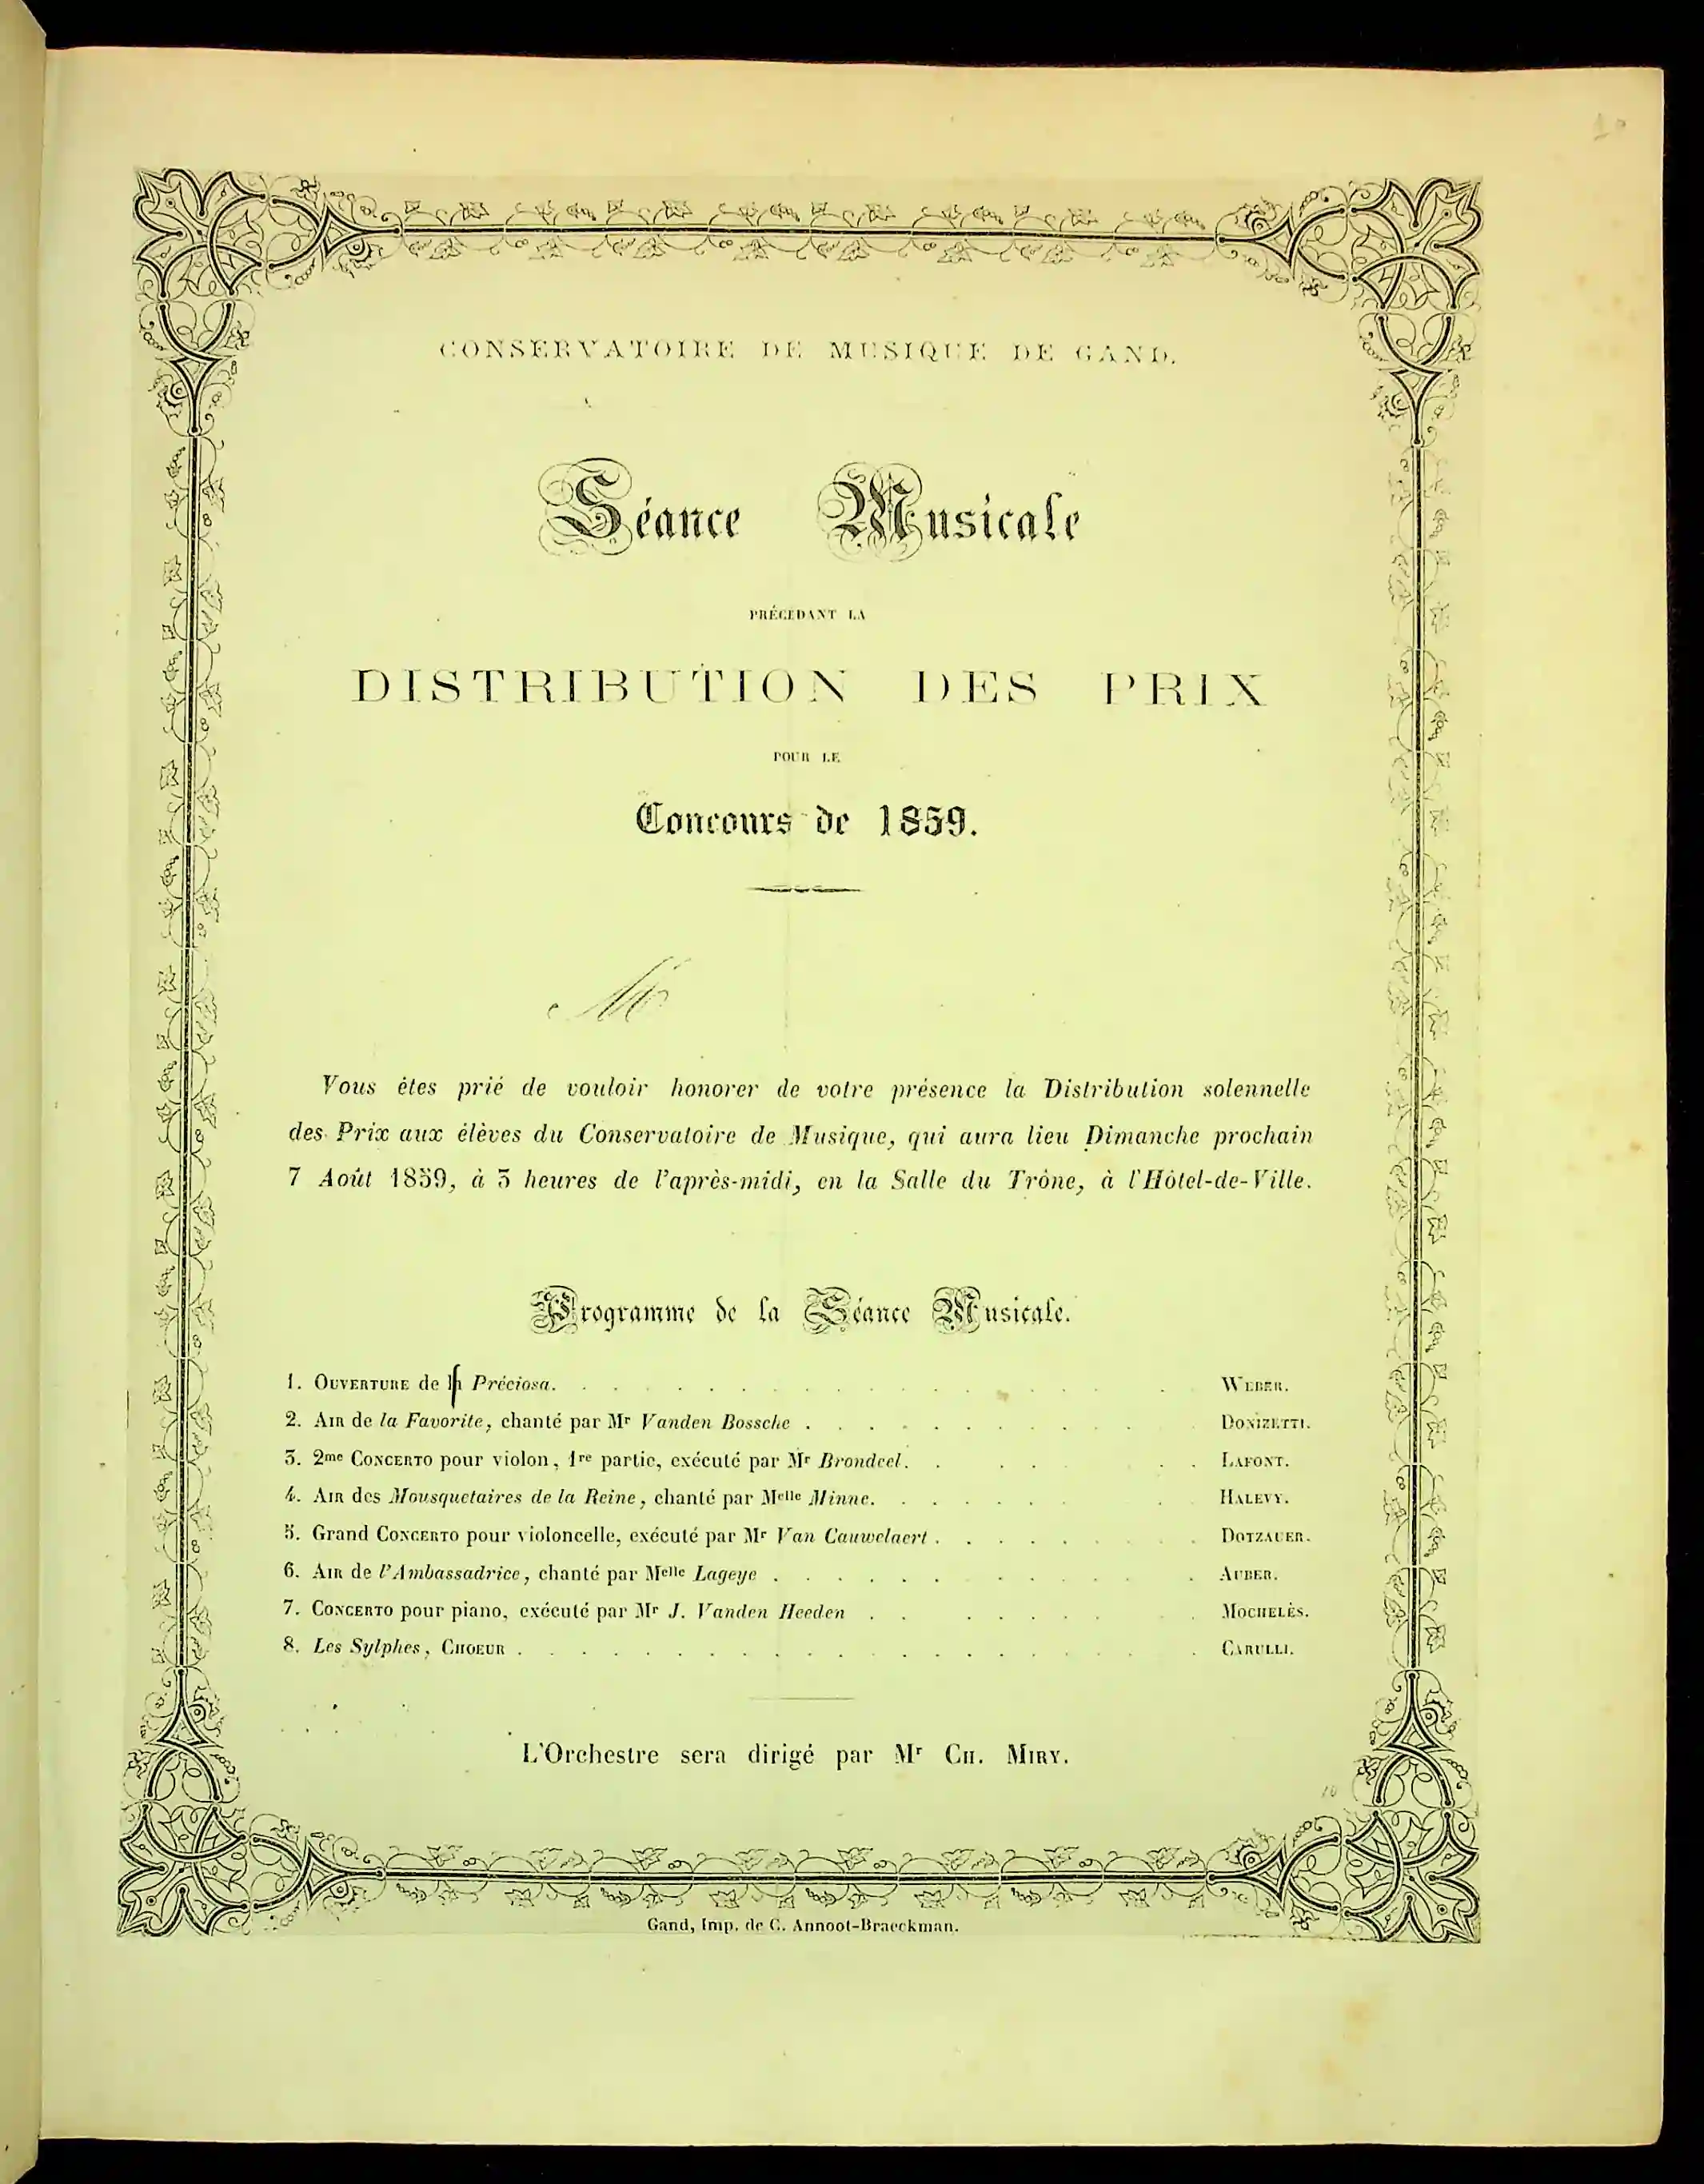 10
CONSERVATOIRE DE MUSIQUE DE GAND.
Séance Musicale
PRÉCÉDANT LA
DISTRIBUTION DES PRIX
POUR LE
Concours de 1859.
M
Vous êtes prié de vouloir honorer de votre présence la Distribution solennelle
des Prix aux élèves du Conservatoire de Musique, qui aura lieu Dimanche prochain
7 Août 1859, à 3 heures de l'après-midi, en la Salle du Trône, à l'Hôtel-de-Ville.
Programme de la Séance Musicale.
1. OUVERTURE de la Préciosa. WEBER.
2. AIR de la Favorite, chanté par Mr Vanden Bossche . DONIZETTI.
3. 2me CONCERTO pour violon, 1re partie, exécuté par Mr Brondeel. LAFONT.
4. AIR des Mousquetaires de la Reine, chanté par Melle Minne. HALEVY.
5. Grand CONCERTO pour violoncelle, exécuté par Mr Van Cauwelaert . DOTZAUER.
6. AIR de l'Ambassadrice, chanté par Melle Lageye . AUBER.
7. CONCERTO pour piano, exécuté par Mr J. Vanden Heeden . MOCHELÈS.
8. Les Sylphes, CHOEUR . CARULLI.
L'Orchestre sera dirigé par Mr CH. MIRY.
10
Gand, Imp. de C. Annoot-Braeckman.